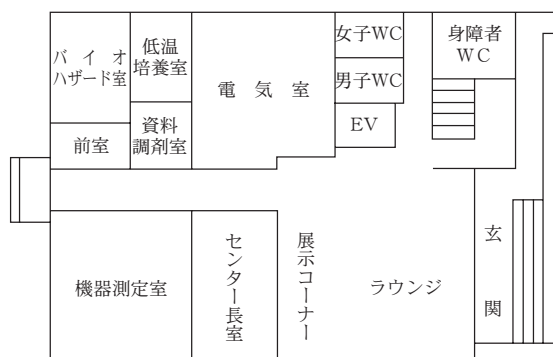 バイオ
ハザード室
低温
培養室
電気室
女子WC
男子WC
EV
身障者
WC
前室
資料
調剤室
機器測定室
センター長室
展示コーナー
ラウンジ
玄関